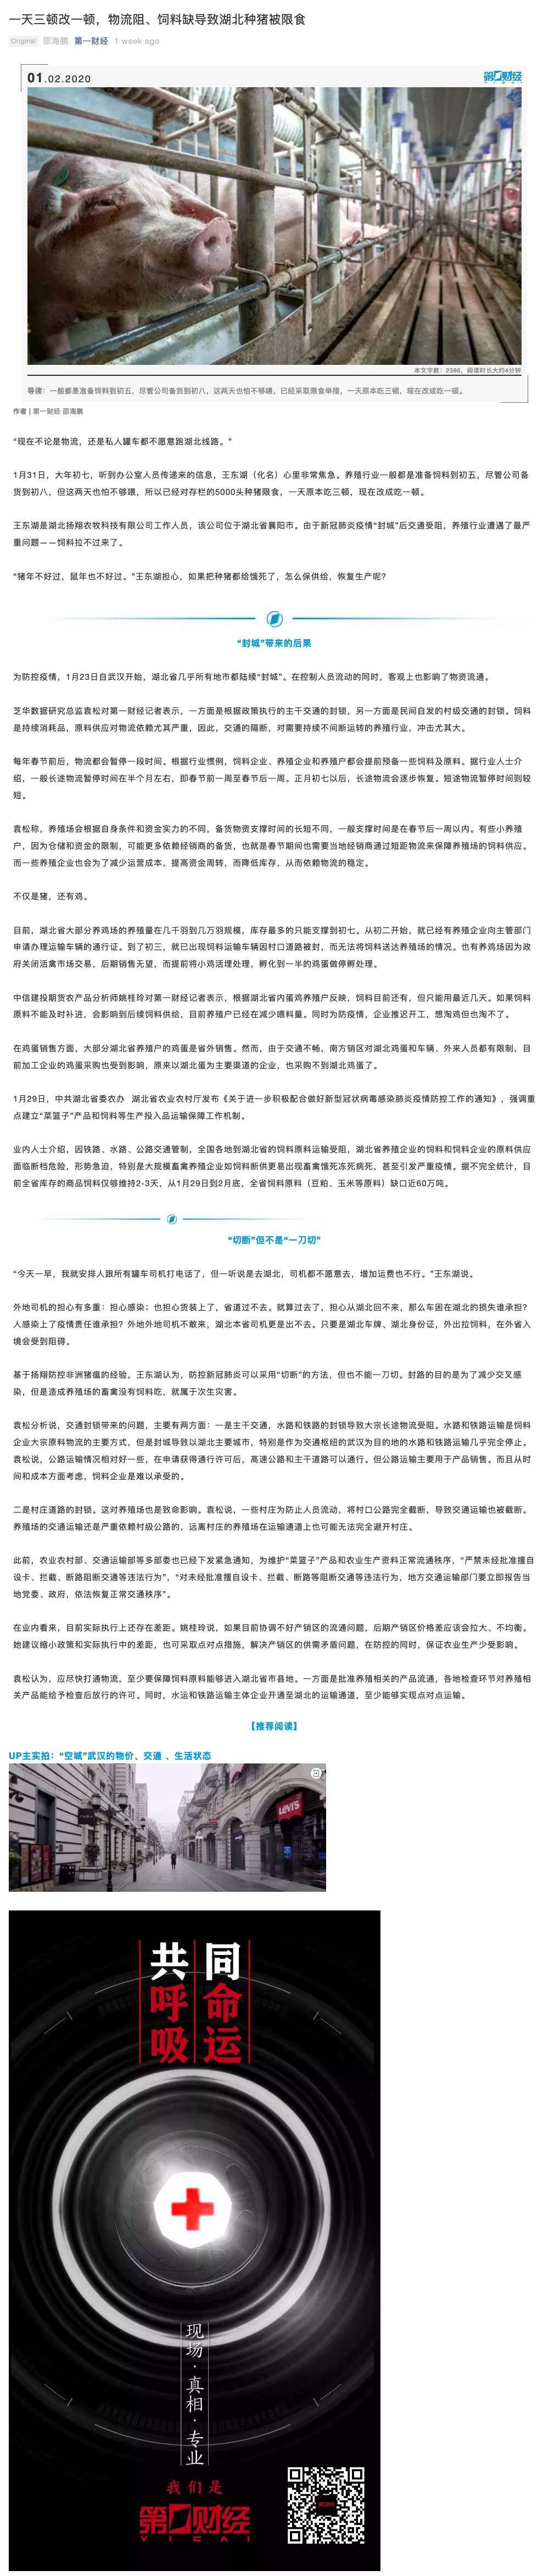 一天三顿改一顿，物流阻、饲料缺导致湖北种猪被限食
Original 邵海鹏 第一财经 1 week ago
01.02.2020
第一财经
本文字数：2386，阅读时长大约4分钟
导读：一般都是准备饲料到初五，尽管公司备货到初八，这两天也怕不够喂，已经采取限食举措，一天原本吃三顿，现在改成吃一顿。
作者 | 第一财经 邵海鹏
“现在不论是物流，还是私人罐车都不愿意跑湖北线路。”
1月31日，大年初七，听到办公室人员传递来的信息，王东湖（化名）心里非常焦急。养殖行业一般都是准备饲料到初五，尽管公司备
货到初八，但这两天也怕不够喂，所以已经对存栏的5000头种猪限食，一天原本吃三顿，现在改成吃一顿。
王东湖是湖北扬翔农牧科技有限公司工作人员，该公司位于湖北省襄阳市。由于新冠肺炎疫情“封城”后交通受阻，养殖行业遭遇了最严
重问题——饲料拉不过来了。
“猪年不好过，鼠年也不好过。”王东湖担心，如果把种猪都给饿死了，怎么保供给，恢复生产呢？
“封城”带来的后果
为防控疫情，1月23日自武汉开始，湖北省几乎所有地市都陆续“封城”。在控制人员流动的同时，客观上也影响了物资流通。
芝华数据研究总监袁松对第一财经记者表示，一方面是根据政策执行的主干交通的封锁，另一方面是民间自发的村级交通的封锁。饲料
是持续消耗品，原料供应对物流依赖尤其严重，因此，交通的隔断，对需要持续不间断运转的养殖行业，冲击尤其大。
每年春节前后，物流都会暂停一段时间。根据行业惯例，饲料企业、养殖企业和养殖户都会提前预备一些饲料及原料。据行业人士介
绍，一般长途物流暂停时间在半个月左右，即春节前一周至春节后一周。正月初七以后，长途物流会逐步恢复。短途物流暂停时间则较
短。
袁松称，养殖场会根据自身条件和资金实力的不同，备货物资支撑时间的长短不同，一般支撑时间是在春节后一周以内。有些小养殖
户，因为仓储和资金的限制，可能更多依赖经销商的备货，也就是春节期间也需要当地经销商通过短距物流来保障养殖场的饲料供应。
而一些养殖企业也会为了减少运营成本，提高资金周转，而降低库存，从而依赖物流的稳定。
不仅是猪，还有鸡。
目前，湖北省大部分养鸡场的养殖量在几千羽到几万羽规模，库存最多的只能支撑到初七。从初二开始，就已经有养殖企业向主管部门
申请办理运输车辆的通行证。到了初三，就已出现饲料运输车辆因村口道路被封，而无法将饲料送达养殖场的情况。也有养鸡场因为政
府关闭活禽市场交易，后期销售无望，而提前将小鸡活埋处理，孵化到一半的鸡蛋做停孵处理。
中信建投期货农产品分析师姚桂玲对第一财经记者表示，根据湖北省内蛋鸡养殖户反映，饲料目前还有，但只能用最近几天。如果饲料
原料不能及时补进，会影响到后续饲料供给，目前养殖户已经在减少喂料量。同时为防疫情，企业推迟开工，想淘鸡但也淘不了。
在鸡蛋销售方面，大部分湖北省养殖户的鸡蛋是省外销售。然而，由于交通不畅，南方销区对湖北鸡蛋和车辆、外来人员都有限制，目
前加工企业的鸡蛋采购也受到影响，原来以湖北蛋为主要渠道的企业，也采购不到湖北鸡蛋了。
1月29日，中共湖北省委农办 湖北省农业农村厅发布《关于进一步积极配合做好新型冠状病毒感染肺炎疫情防控工作的通知》，强调重
点建立“菜篮子”产品和饲料等生产投入品运输保障工作机制。
业内人士介绍，因铁路、水路、公路交通管制，全国各地到湖北省的饲料原料运输受阻，湖北省养殖企业的饲料和饲料企业的原料供应
面临断档危险，形势急迫，特别是大规模畜禽养殖企业如饲料断供更易出现畜禽饿死冻死病死，甚至引发严重疫情。据不完全统计，目
前全省库存的商品饲料仅够维持2-3天，从1月29日到2月底，全省饲料原料（豆粕、玉米等原料）缺口近60万吨。
“切断”但不是“一刀切”
“今天一早，我就安排人跟所有罐车司机打电话了，但一听说是去湖北，司机都不愿意去，增加运费也不行。”王东湖说。
外地司机的担心有多重：担心感染；也担心货装上了，省道过不去。就算过去了，担心从湖北回不来，那么车困在湖北的损失谁承担？
人感染上了疫情责任谁承担？外地外地司机不敢来，湖北本省司机更是出不去。只要是湖北车牌、湖北身份证，外出拉饲料，在外省入
境会受到阻碍。
基于扬翔防控非洲猪瘟的经验，王东湖认为，防控新冠肺炎可以采用“切断”的方法，但也不能一刀切。封路的目的是为了减少交叉感
染，但是造成养殖场的畜禽没有饲料吃，就属于次生灾害。
袁松分析说，交通封锁带来的问题，主要有两方面：一是主干交通，水路和铁路的封锁导致大宗长途物流受阻。水路和铁路运输是饲料
企业大宗原料物流的主要方式，但是封城导致以湖北主要城市，特别是作为交通枢纽的武汉为目的地的水路和铁路运输几乎完全停止。
袁松说，公路运输情况相对好一些，在申请获得通行许可后，高速公路和主干道路可以通行。但公路运输主要用于产品销售。而且从时
间和成本方面考虑，饲料企业是难以承受的。
二是村庄道路的封锁。这对养殖场也是致命影响。袁松说，一些村庄为防止人员流动，将村口公路完全截断，导致交通运输也被截断。
养殖场的交通运输还是严重依赖村级公路的，远离村庄的养殖场在运输通道上也可能无法完全避开村庄。
此前，农业农村部、交通运输部等多部委也已经下发紧急通知，为维护“菜篮子”产品和农业生产资料正常流通秩序，“严禁未经批准擅自
设卡、拦截、断路阻断交通等违法行为”，“对未经批准擅自设卡、拦截、断路等阻断交通等违法行为，地方交通运输部门要立即报告当
地党委、政府，依法恢复正常交通秩序”。
在业内看来，目前实际执行上还存在差距。姚桂玲说，如果目前协调不好产销区的流通问题，后期产销区价格差应该会拉大、不均衡。
她建议缩小政策和实际执行中的差距，也可采取点对点措施，解决产销区的供需矛盾问题，在防控的同时，保证农业生产少受影响。
袁松认为，应尽快打通物流，至少要保障饲料原料能够进入湖北省市县地。一方面是批准养殖相关的产品流通，各地检查环节对养殖相
关产品能给予检查后放行的许可。同时，水运和铁路运输主体企业开通至湖北的运输通道，至少能够实现点对点运输。
【推荐阅读】
UP主实拍：“空城”武汉的物价、交通 、生活状态
LEVI'S
共同
呼吸
命运
现场·真相·专业
我们是
第一财经
YICAI